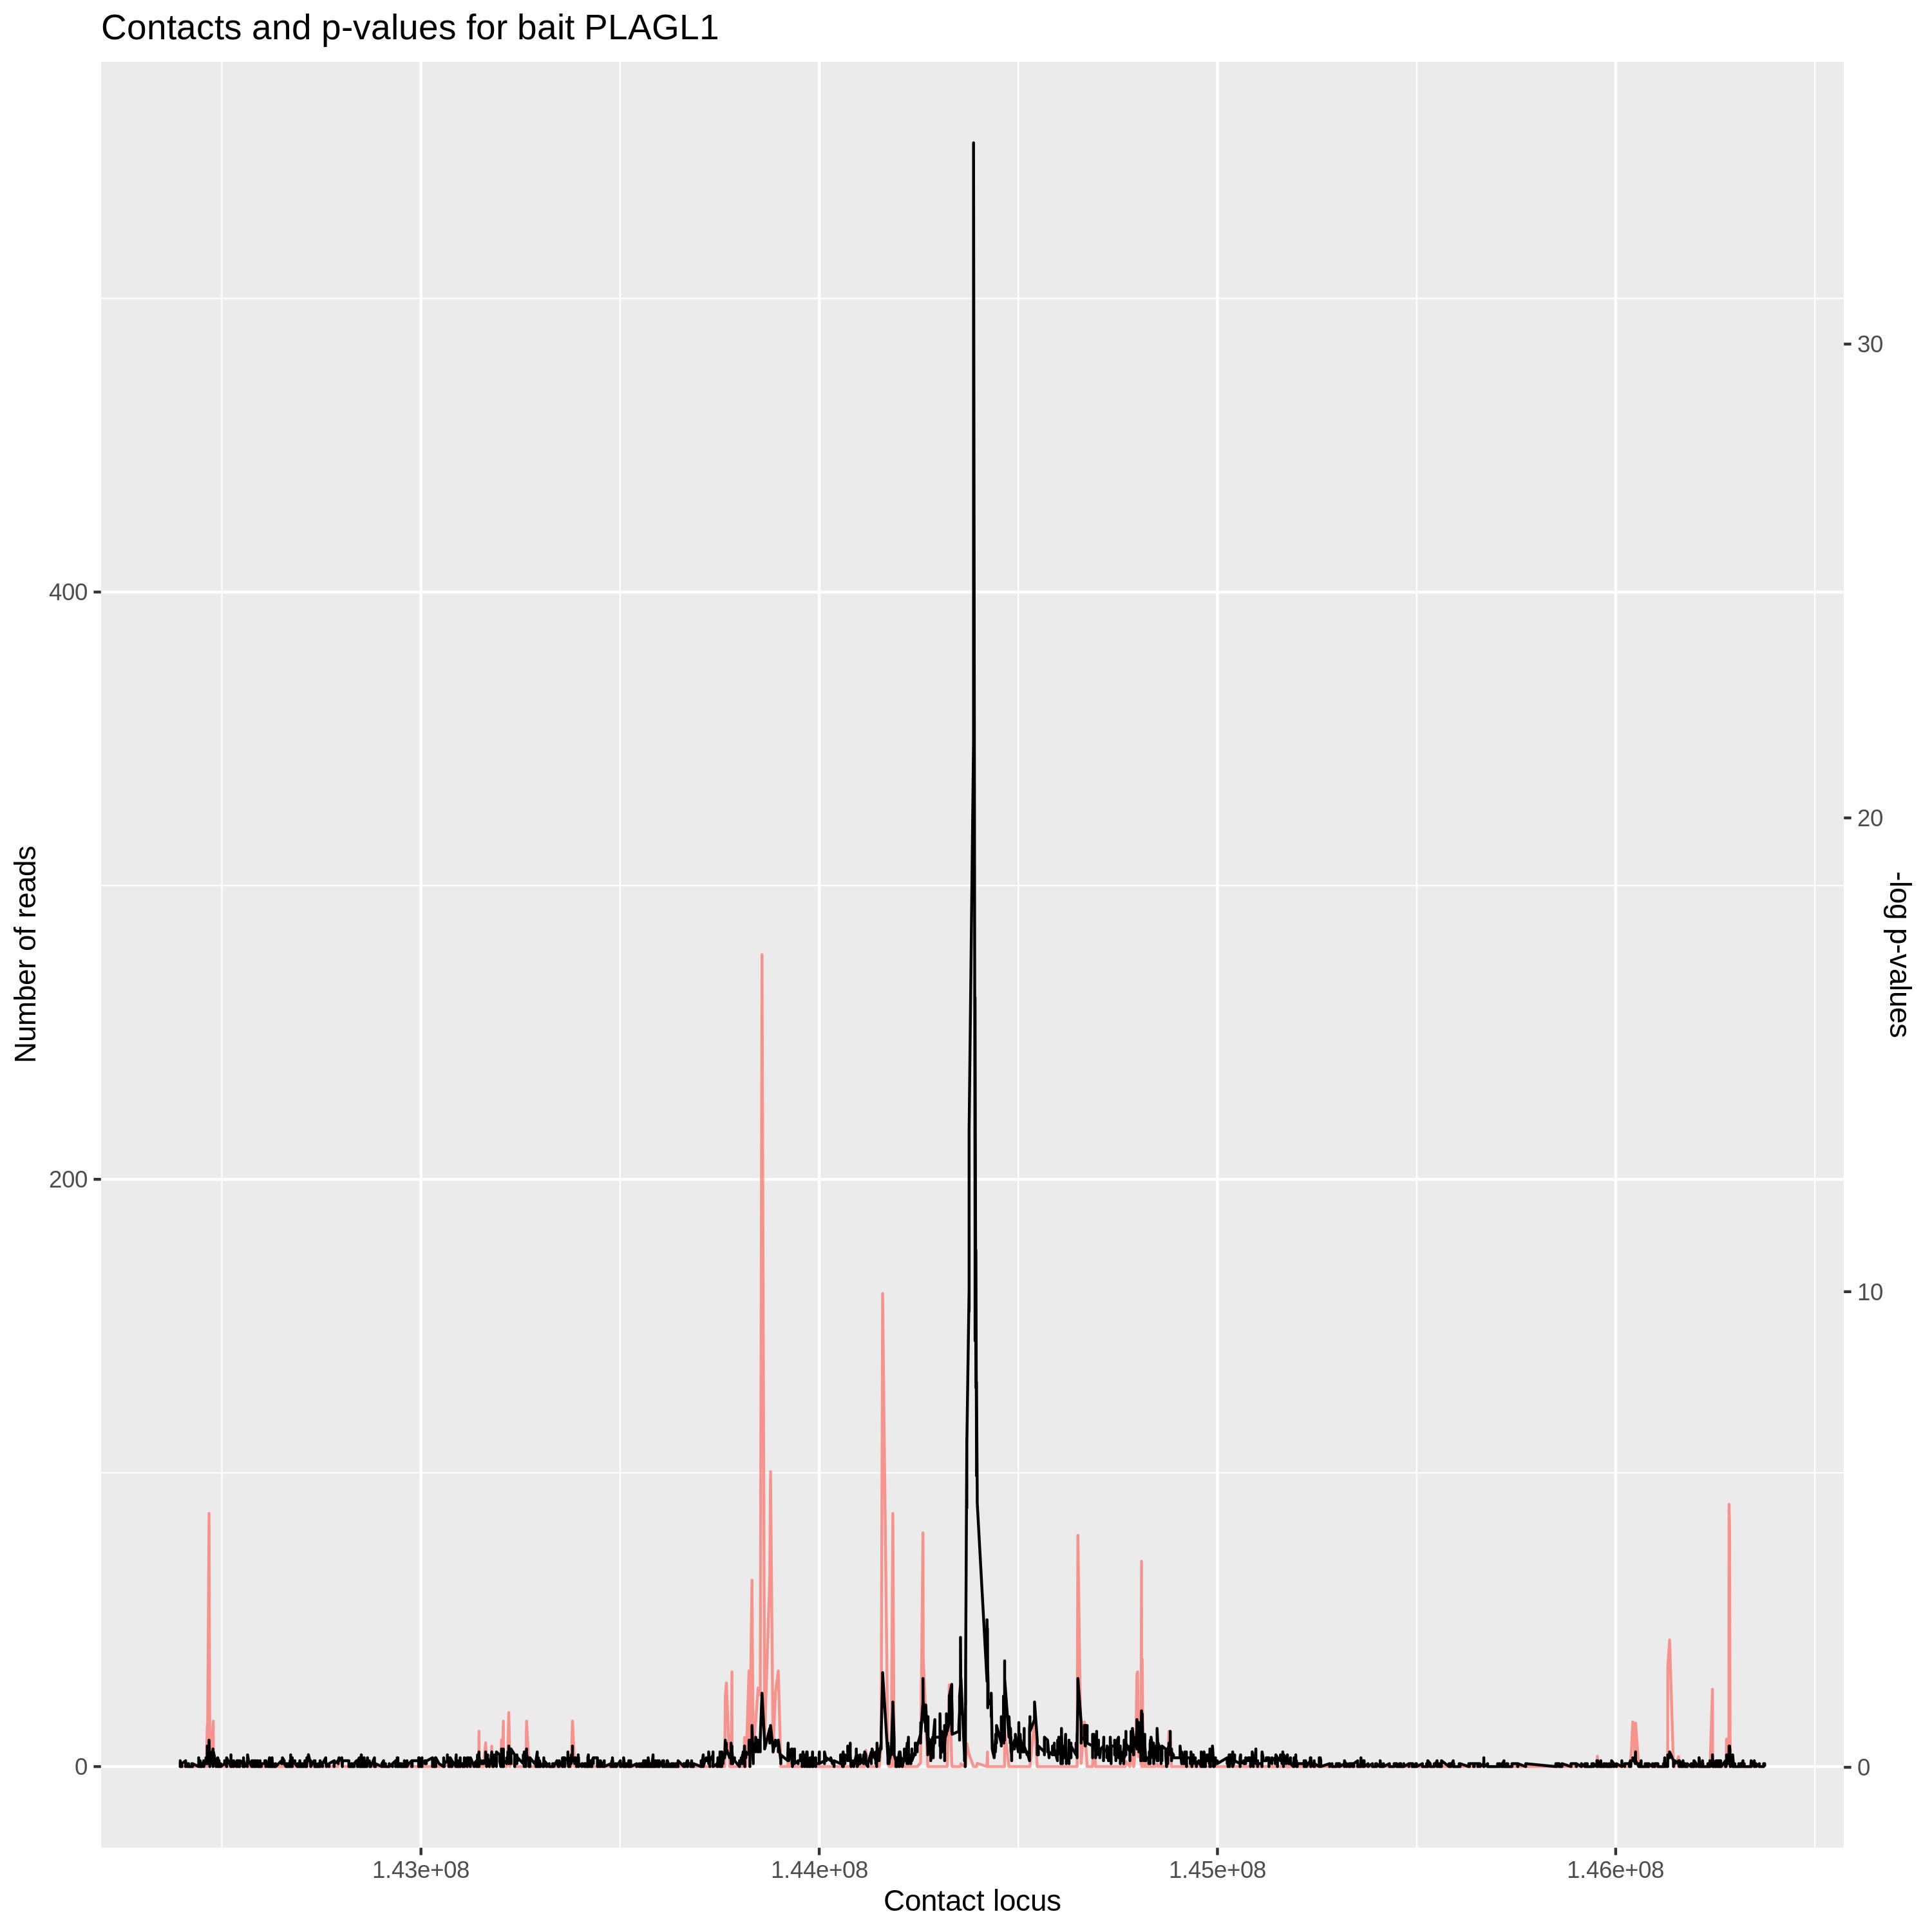 Contacts and p-values for bait PLAGL1
Number of reads
400
200
0
30
20
10
0
-log p-values
1.43e+08 1.44e+08 1.45e+08 1.46e+08
Contact locus